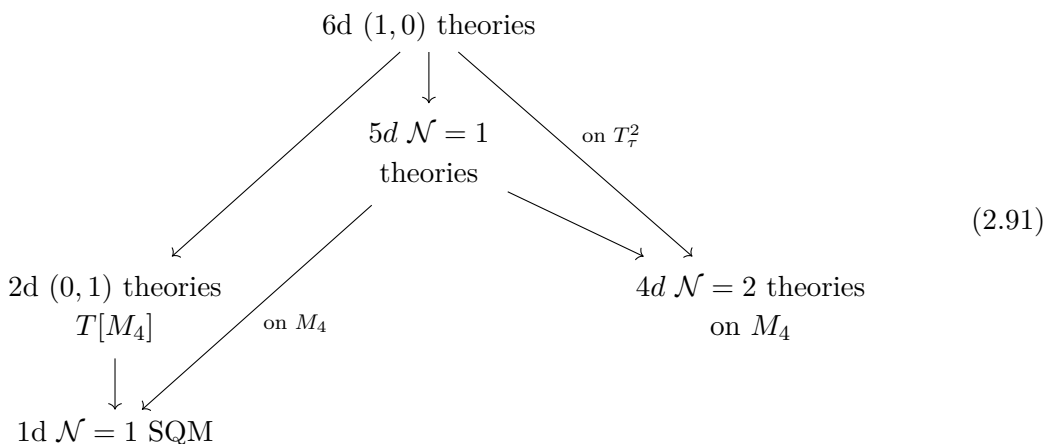 6d (1, 0) theories
5d 𝒩 = 1
theories
on T²_τ
(2.91)
2d (0, 1) theories
T[M₄]
4d 𝒩 = 2 theories
on M₄
on M₄
1d 𝒩 = 1 SQM